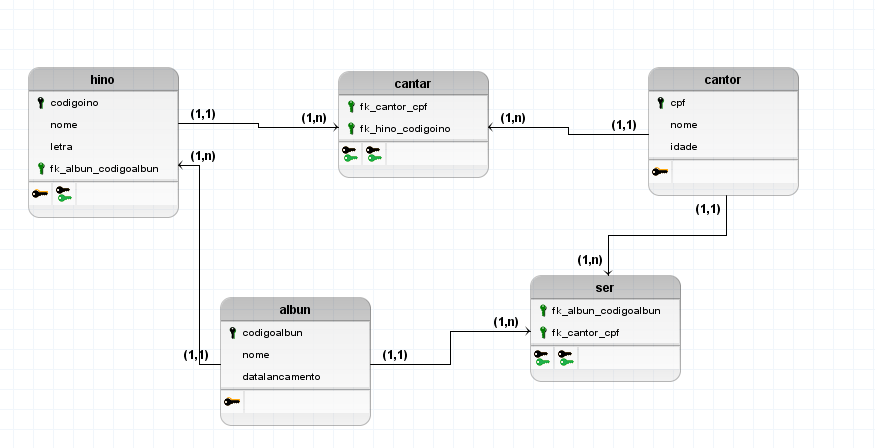 hino
codigoino
nome
letra
fk_albun_codigoalbun
(1,1)
(1,n)
(1,n)
cantar
fk_cantor_cpf
fk_hino_codigoino
(1,n)
(1,1)
cantor
cpf
nome
idade
(1,1)
(1,n)
ser
fk_albun_codigoalbun
fk_cantor_cpf
albun
codigoalbun
nome
datalancamento
(1,1)
(1,1)
(1,n)